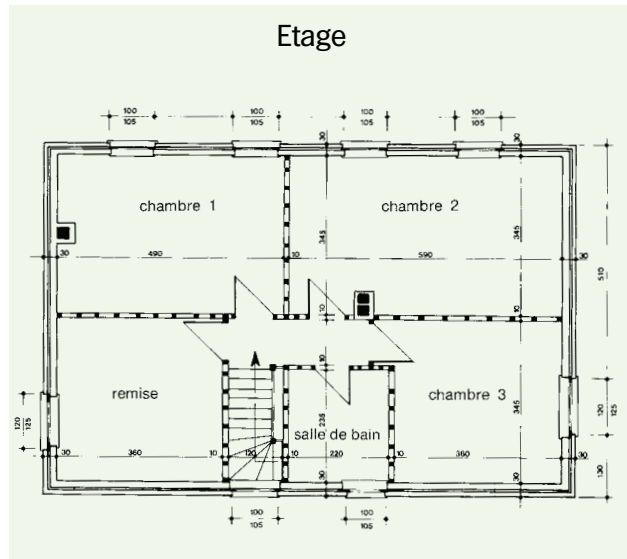 Etage
100 100 100 100
105 105 105 105
30 30
chambre 1 chambre 2
345 345 510
30 490 10 590 30
10 10
remise 10 chambre 3
120 235 345 120
125 salle de bain 125
30 360 10 120 10 220 10 360 30
30 30 130
100 100
105 105